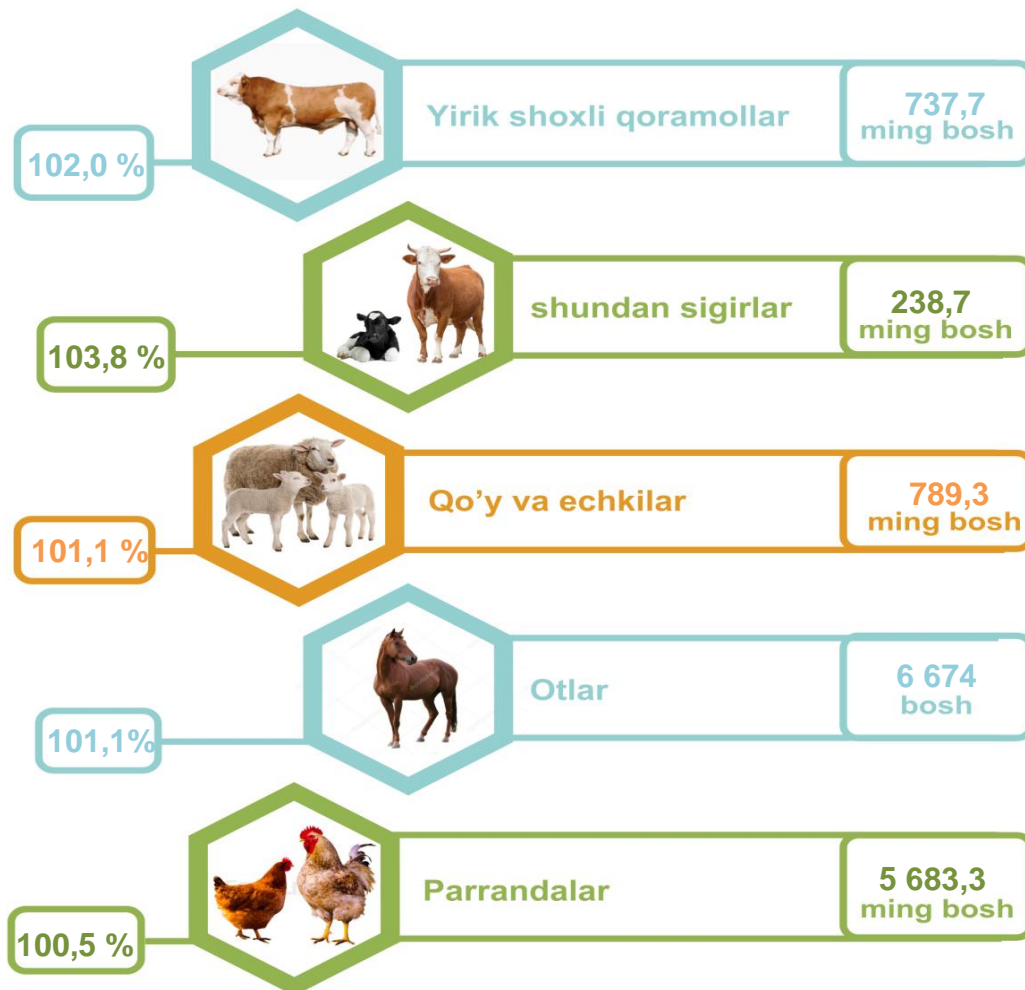 Yirik shoxli qoramollar
737,7
ming bosh
102,0 %
shundan sigirlar
238,7
ming bosh
103,8 %
Qo'y va echkilar
789,3
ming bosh
101,1 %
Otlar
6 674
bosh
101,1%
Parrandalar
5 683,3
ming bosh
100,5 %